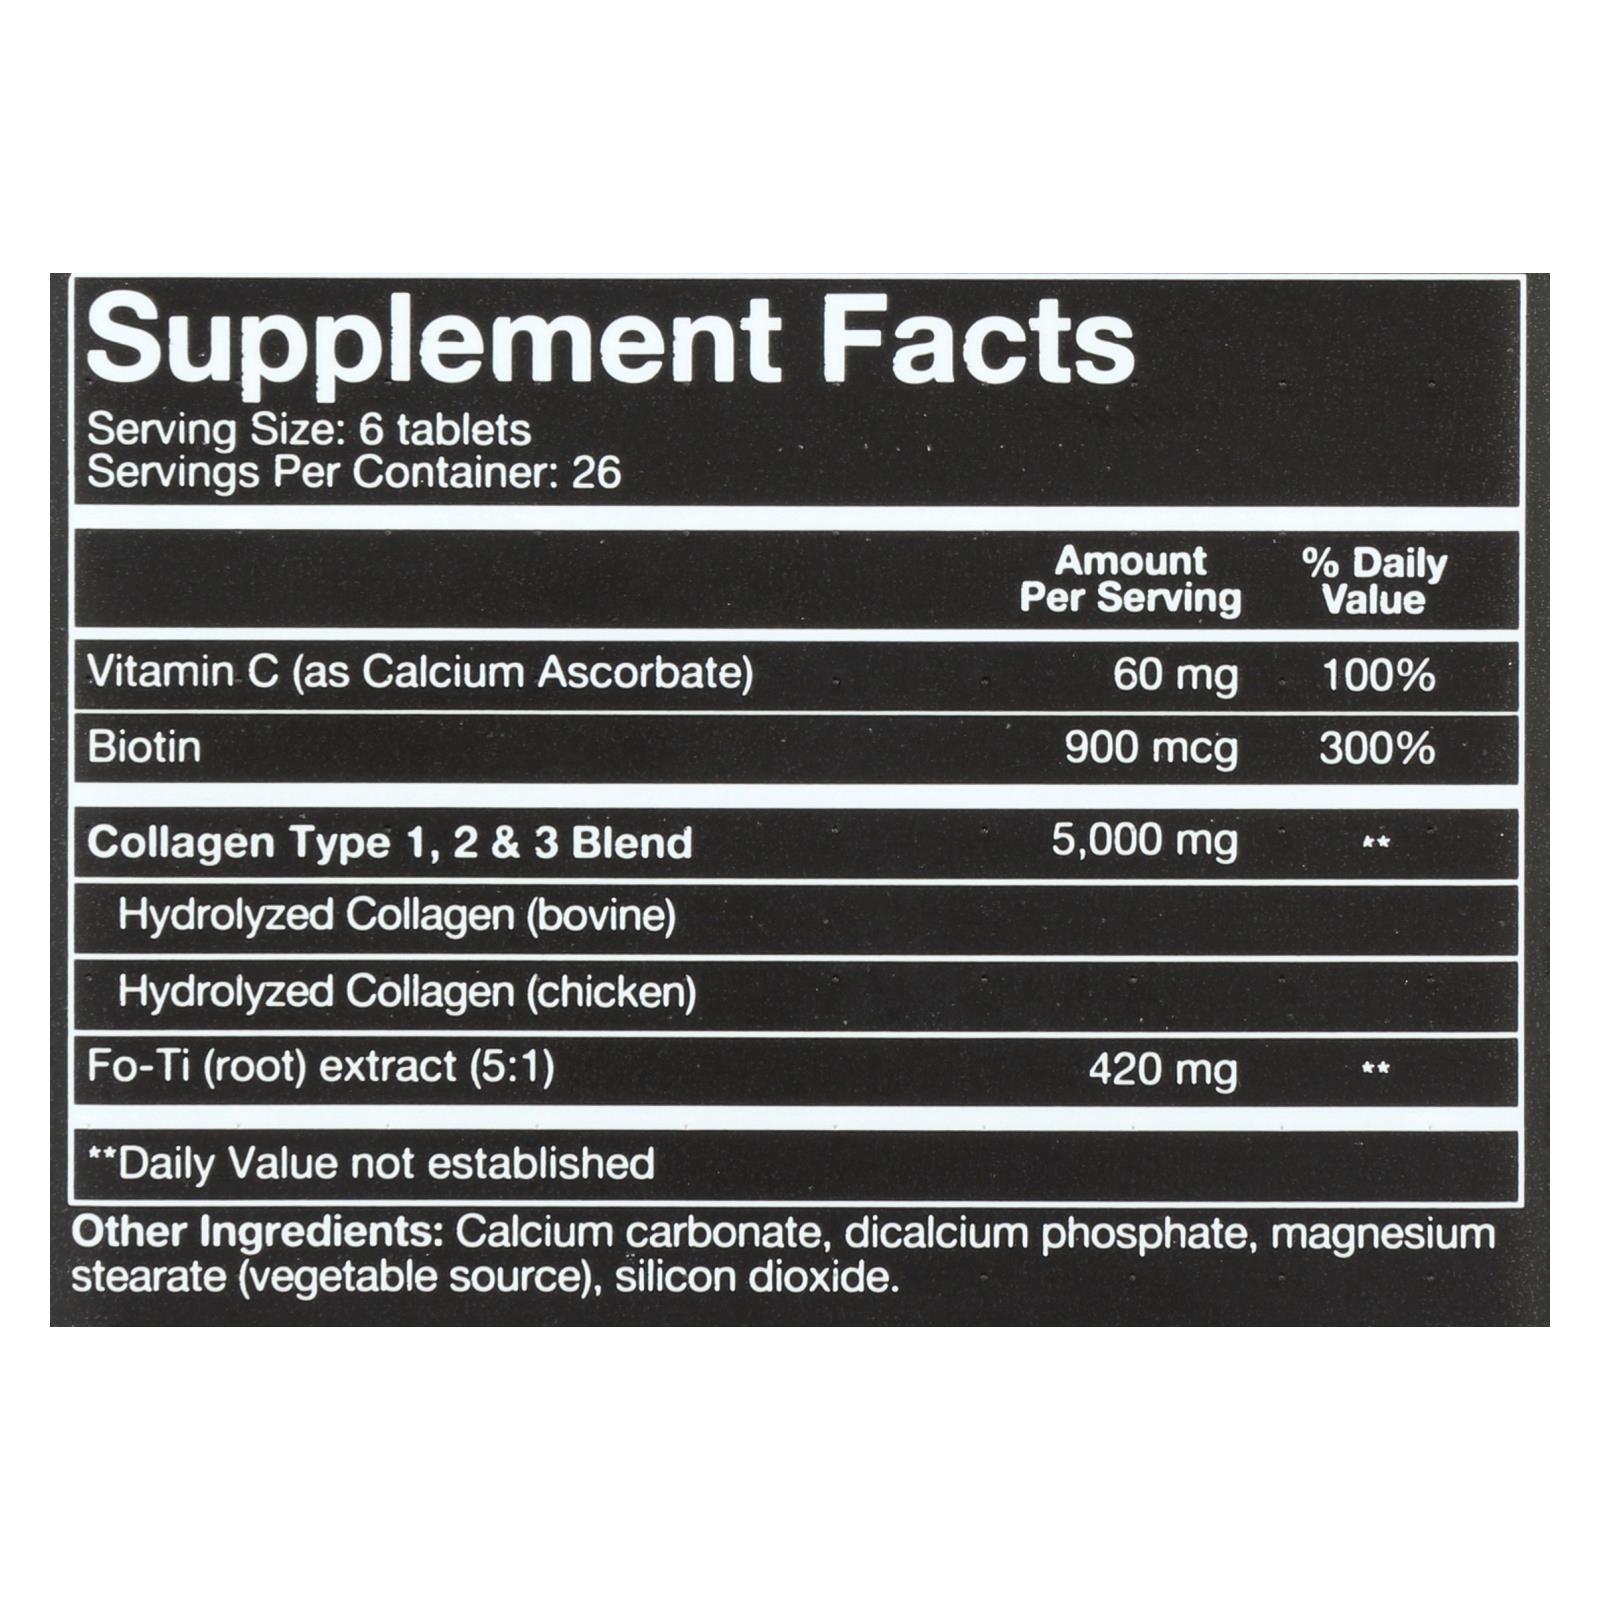 Supplement Facts
Serving Size: 6 tablets
Servings Per Container: 26
Amount Per Serving % Daily Value
Vitamin C (as Calcium Ascorbate) 60 mg 100%
Biotin 900 mcg 300%
Collagen Type 1, 2 & 3 Blend 5,000 mg **
Hydrolyzed Collagen (bovine)
Hydrolyzed Collagen (chicken)
Fo-Ti (root) extract (5:1) 420 mg **
**Daily Value not established
Other Ingredients: Calcium carbonate, dicalcium phosphate, magnesium
stearate (vegetable source), silicon dioxide.